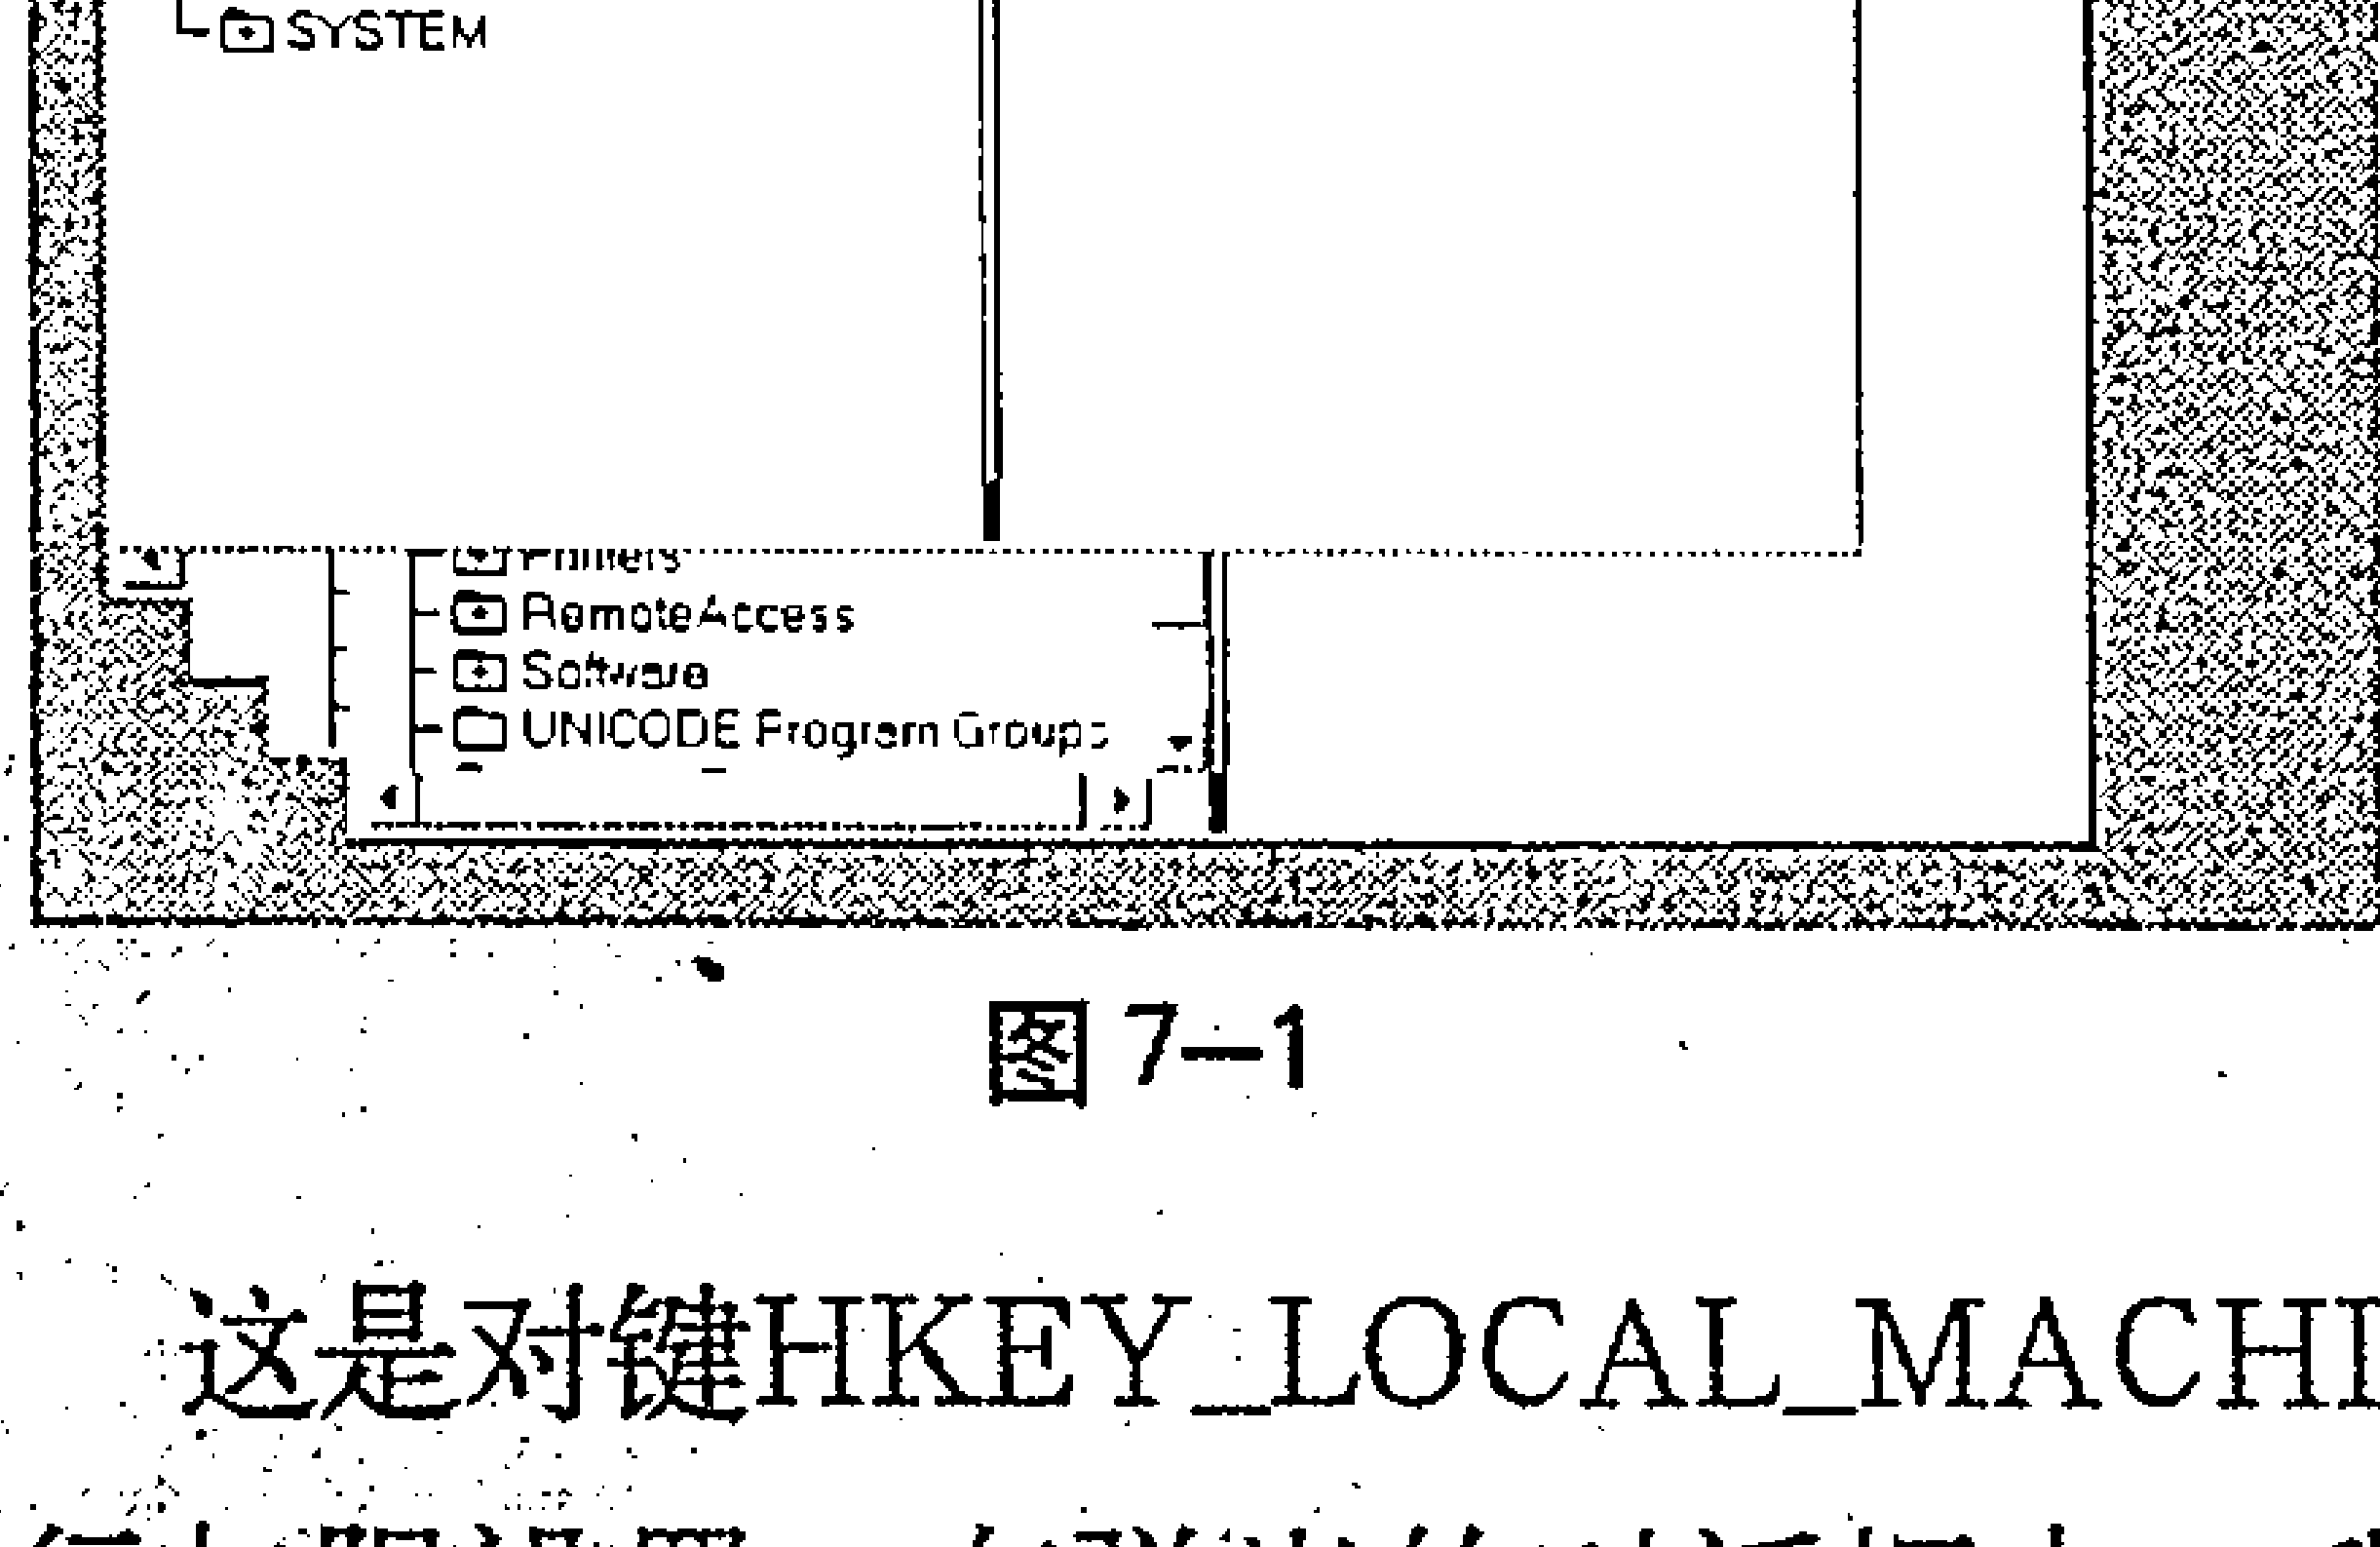 SYSTEM
Printers
RemoteAccess
Software
UNICODE Program Groups
图 7—1
这是对键HKEY_LOCAL_MACHI